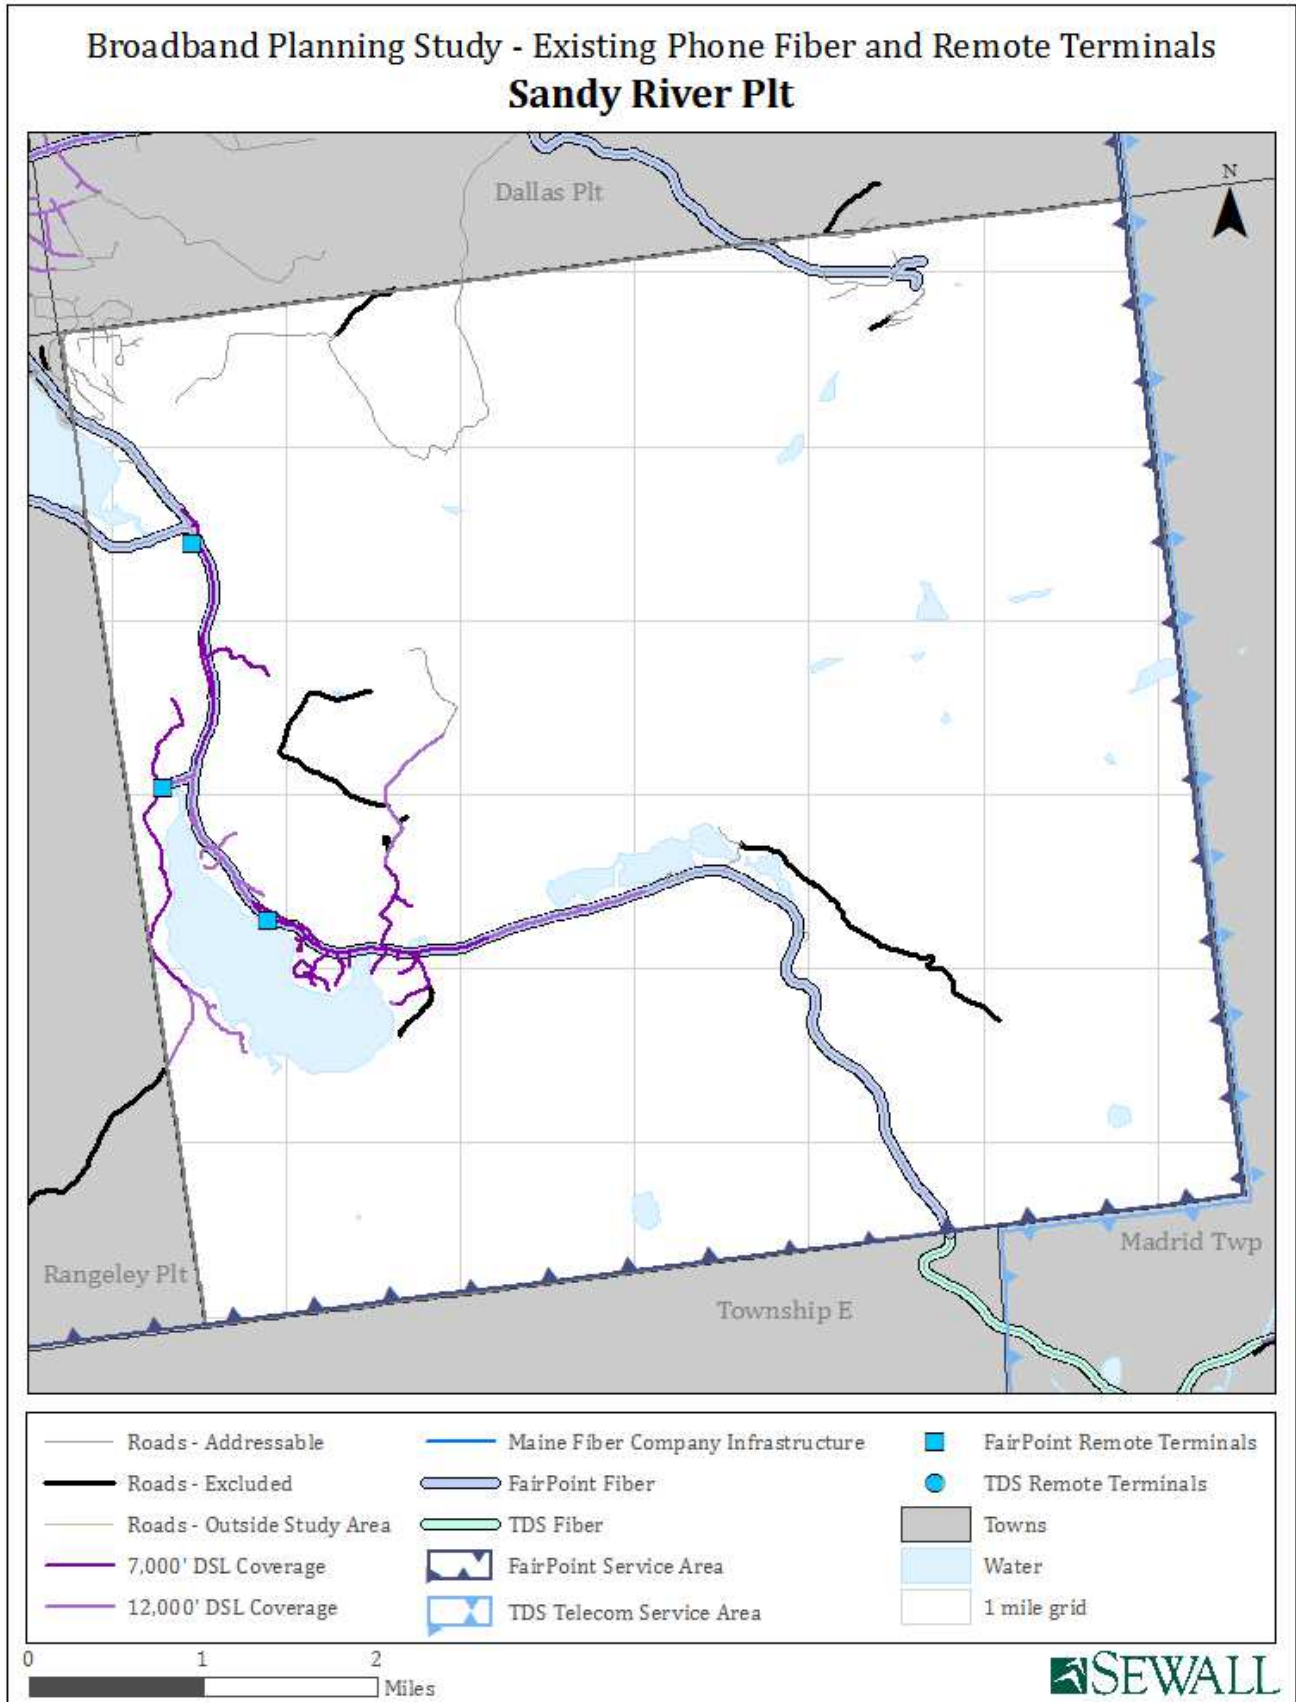 Broadband Planning Study - Existing Phone Fiber and Remote Terminals
Sandy River Plt
Dallas Plt
N
Rangeley Plt
Township E
Madrid Twp
Roads - Addressable
Roads - Excluded
Roads - Outside Study Area
7,000' DSL Coverage
12,000' DSL Coverage
Maine Fiber Company Infrastructure
FairPoint Fiber
TDS Fiber
FairPoint Service Area
TDS Telecom Service Area
FairPoint Remote Terminals
TDS Remote Terminals
Towns
Water
1 mile grid
0 1 2
Miles
SEWALL